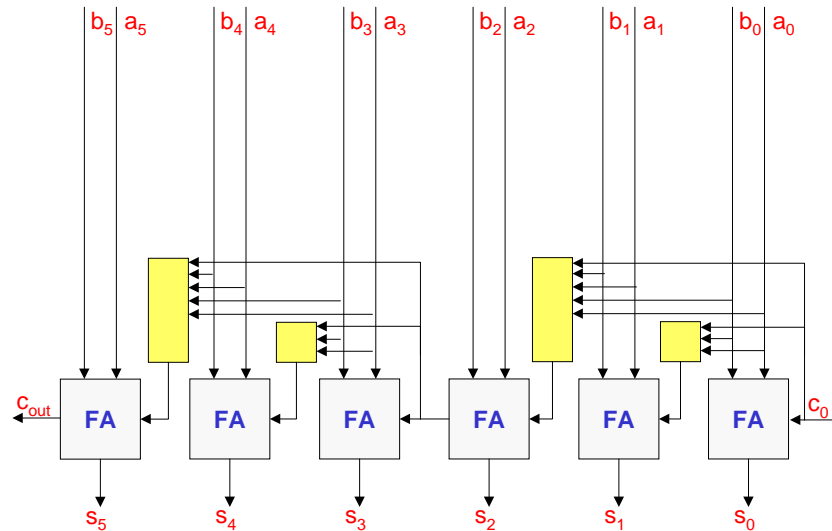 b₅ a₅ b₄ a₄ b₃ a₃ b₂ a₂ b₁ a₁ b₀ a₀
c_out FA FA FA FA FA FA c₀
s₅ s₄ s₃ s₂ s₁ s₀